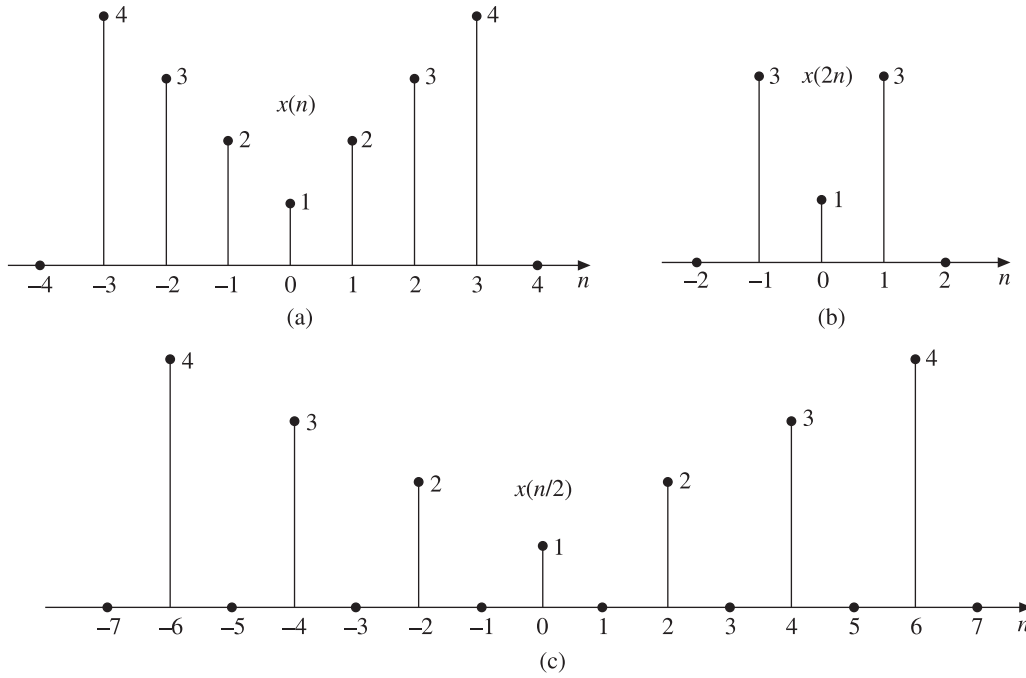 4 4
3 3 3 x(2n) 3
x(n)
2 2
1 1
–4 –3 –2 –1 0 1 2 3 4 n –2 –1 0 1 2 n
(a) (b)
4 4
3 3
2 x(n/2) 2
1
–7 –6 –5 –4 –3 –2 –1 0 1 2 3 4 5 6 7 n
(c)